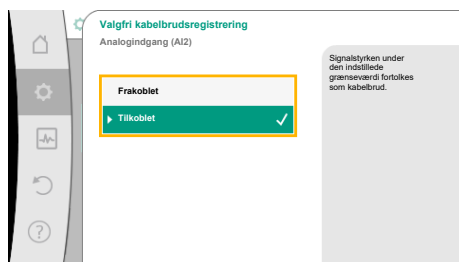 Valgfri kabelbrudsregistrering
Analogindgang (AI2)
Frakoblet
Tilkoblet
Signalstyrken under
den indstillede
grænseværdi fortolkes
som kabelbrud.
?